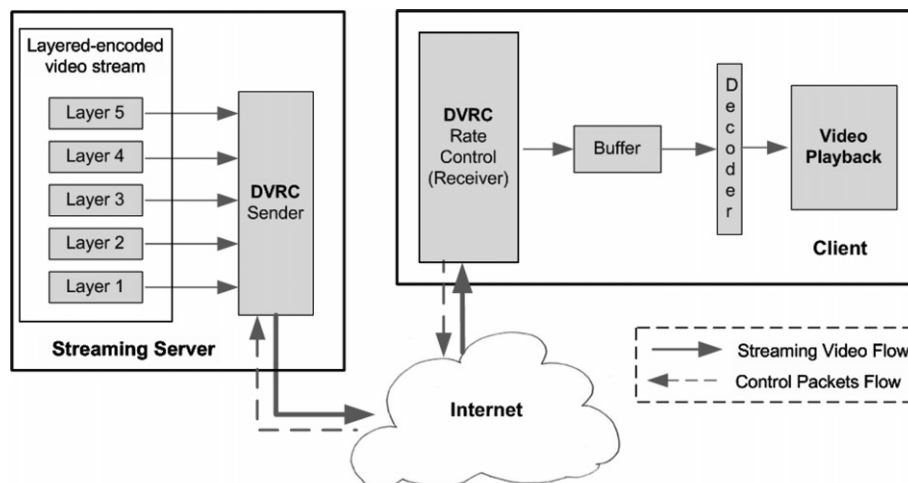 Layered-encoded
video stream
Layer 5
Layer 4
Layer 3
Layer 2
Layer 1
DVRC
Sender
Streaming Server
DVRC
Rate
Control
(Receiver)
Buffer
Decoder
Video
Playback
Client
Internet
Streaming Video Flow
Control Packets Flow